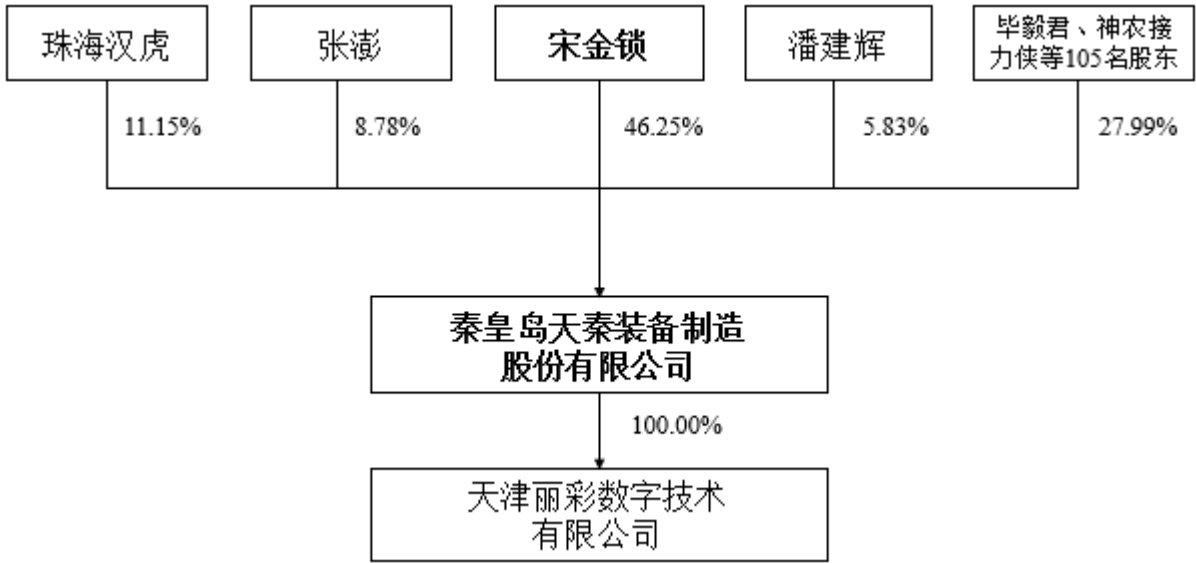 珠海汉虎
张澎
宋金锁
潘建辉
毕毅君、神农接
力侠等105名股东
11.15%
8.78%
46.25%
5.83%
27.99%
秦皇岛天秦装备制造
股份有限公司
100.00%
天津丽彩数字技术
有限公司